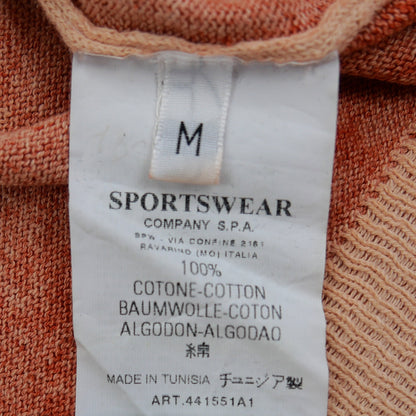 M
SPORTSWEAR
COMPANY S.P.A.
SPW - VIA CONFINE 2161
RAVARINO (MO) ITALIA
100%
COTONE-COTTON
BAUMWOLLE-COTON
ALGODON-ALGODAO
綿
MADE IN TUNISIA チュニジア製
ART.441551A1